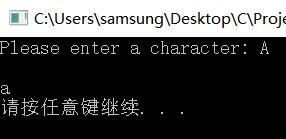 C:\Users\samsung\Desktop\C\Proje
Please enter a character: A
a
请按任意键继续. . .